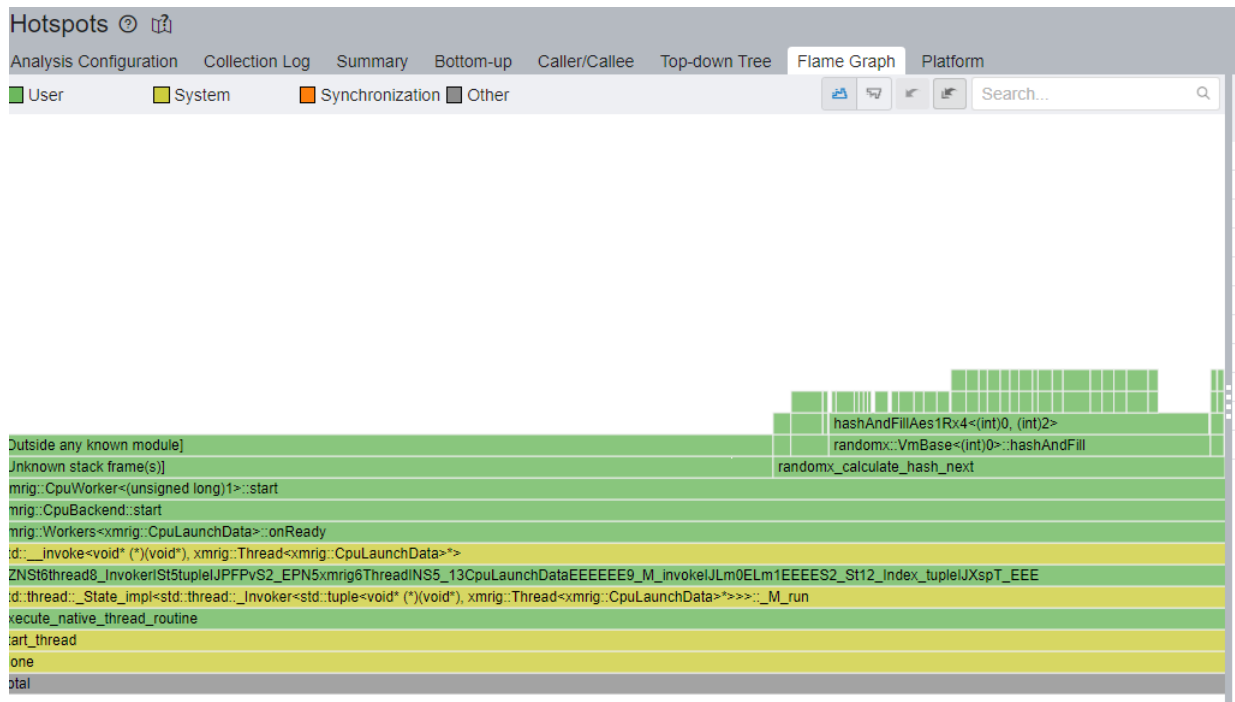 Hotspots
Analysis Configuration Collection Log Summary Bottom-up Caller/Callee Top-down Tree Flame Graph Platform
User System Synchronization Other Search...
hashAndFillAes1Rx4<(int)0, (int)2>
Outside any known module] randomx::VmBase<(int)0>::hashAndFill
Unknown stack frame(s)] randomx_calculate_hash_next
mrig::CpuWorker<(unsigned long)1>::start
mrig::CpuBackend::start
mrig::Workers<xmrig::CpuLaunchData>::onReady
td::__invoke<void* (*)(void*), xmrig::Thread<xmrig::CpuLaunchData>*>
ZNSt6thread8_InvokerISt5tupleIJPFPvS2_EPN5xmrig6ThreadINS5_13CpuLaunchDataEEEEEE9_M_invokeIJLm0ELm1EEEES2_St12_Index_tupleIJXspT_EEE
td::thread::_State_impl<std::thread::_Invoker<std::tuple<void* (*)(void*), xmrig::Thread<xmrig::CpuLaunchData>*>>>::_M_run
xecute_native_thread_routine
tart_thread
one
otal